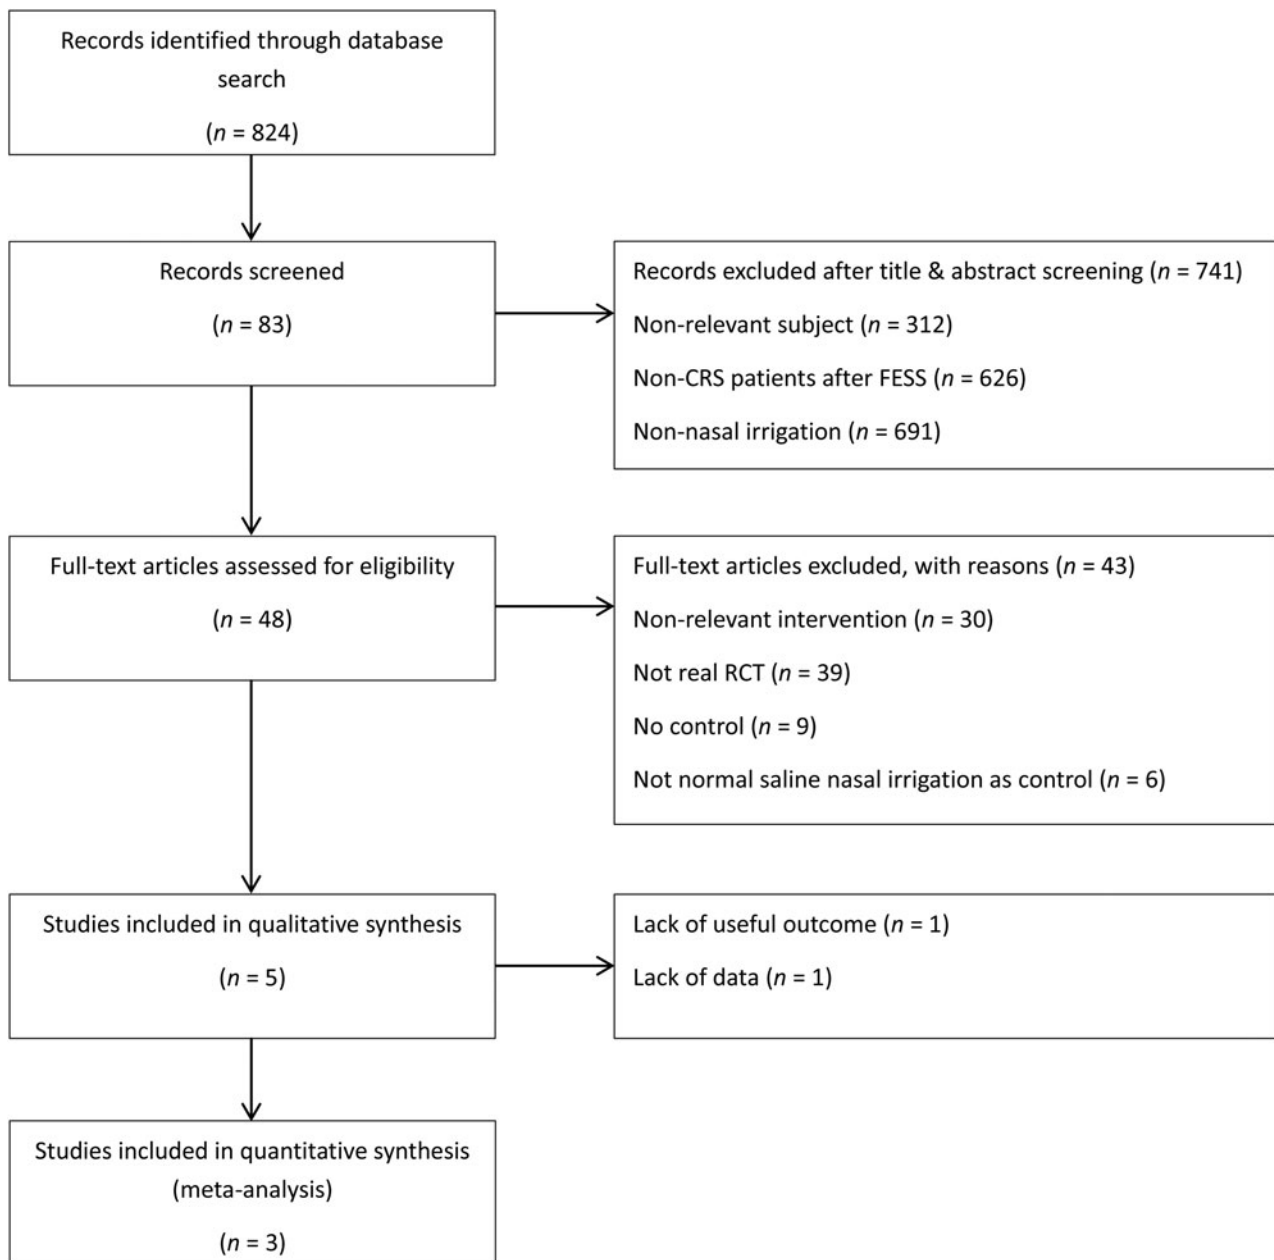 Records identified through database
search
(n = 824)
Records screened
(n = 83)
Records excluded after title & abstract screening (n = 741)
Non-relevant subject (n = 312)
Non-CRS patients after FESS (n = 626)
Non-nasal irrigation (n = 691)
Full-text articles assessed for eligibility
(n = 48)
Full-text articles excluded, with reasons (n = 43)
Non-relevant intervention (n = 30)
Not real RCT (n = 39)
No control (n = 9)
Not normal saline nasal irrigation as control (n = 6)
Studies included in qualitative synthesis
(n = 5)
Lack of useful outcome (n = 1)
Lack of data (n = 1)
Studies included in quantitative synthesis
(meta-analysis)
(n = 3)